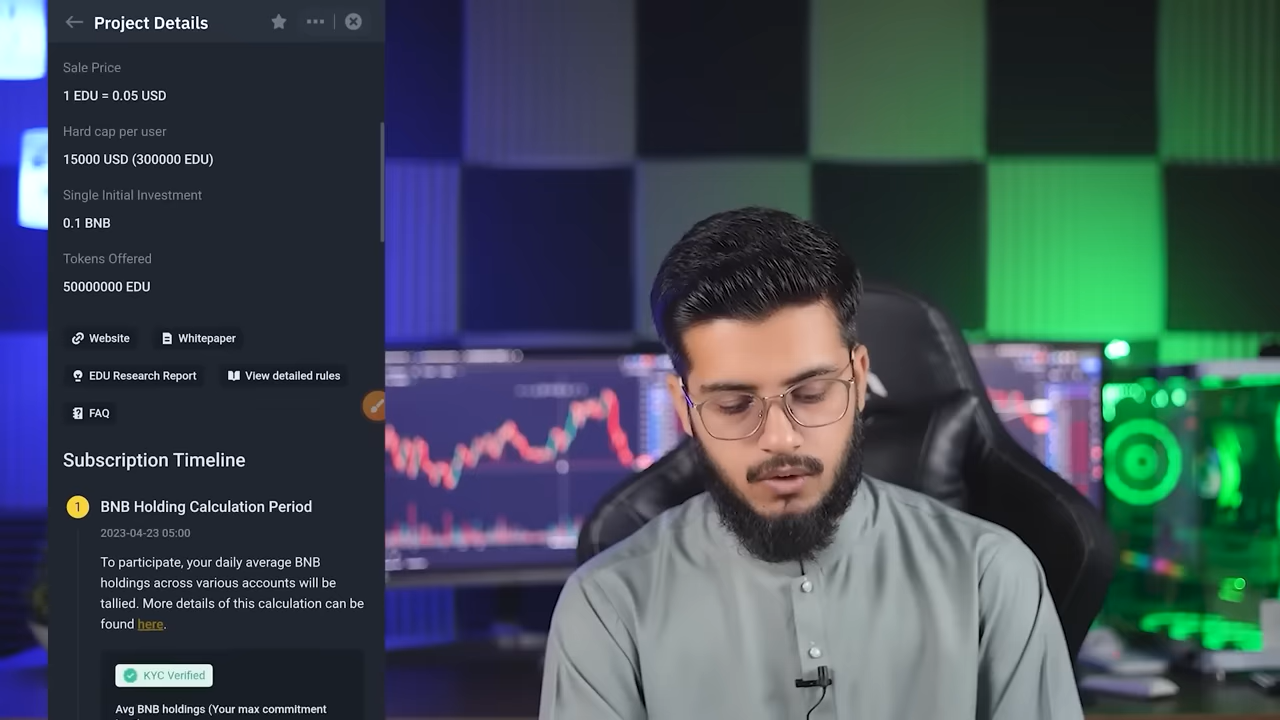 Project Details
Sale Price
1 EDU = 0.05 USD
Hard cap per user
15000 USD (300000 EDU)
Single Initial Investment
0.1 BNB
Tokens Offered
50000000 EDU
Website
Whitepaper
EDU Research Report
View detailed rules
FAQ
Subscription Timeline
1
BNB Holding Calculation Period
2023-04-23 05:00
To participate, your daily average BNB
holdings across various accounts will be
tallied. More details of this calculation can be
found here.
KYC Verified
Avg BNB holdings (Your max commitment